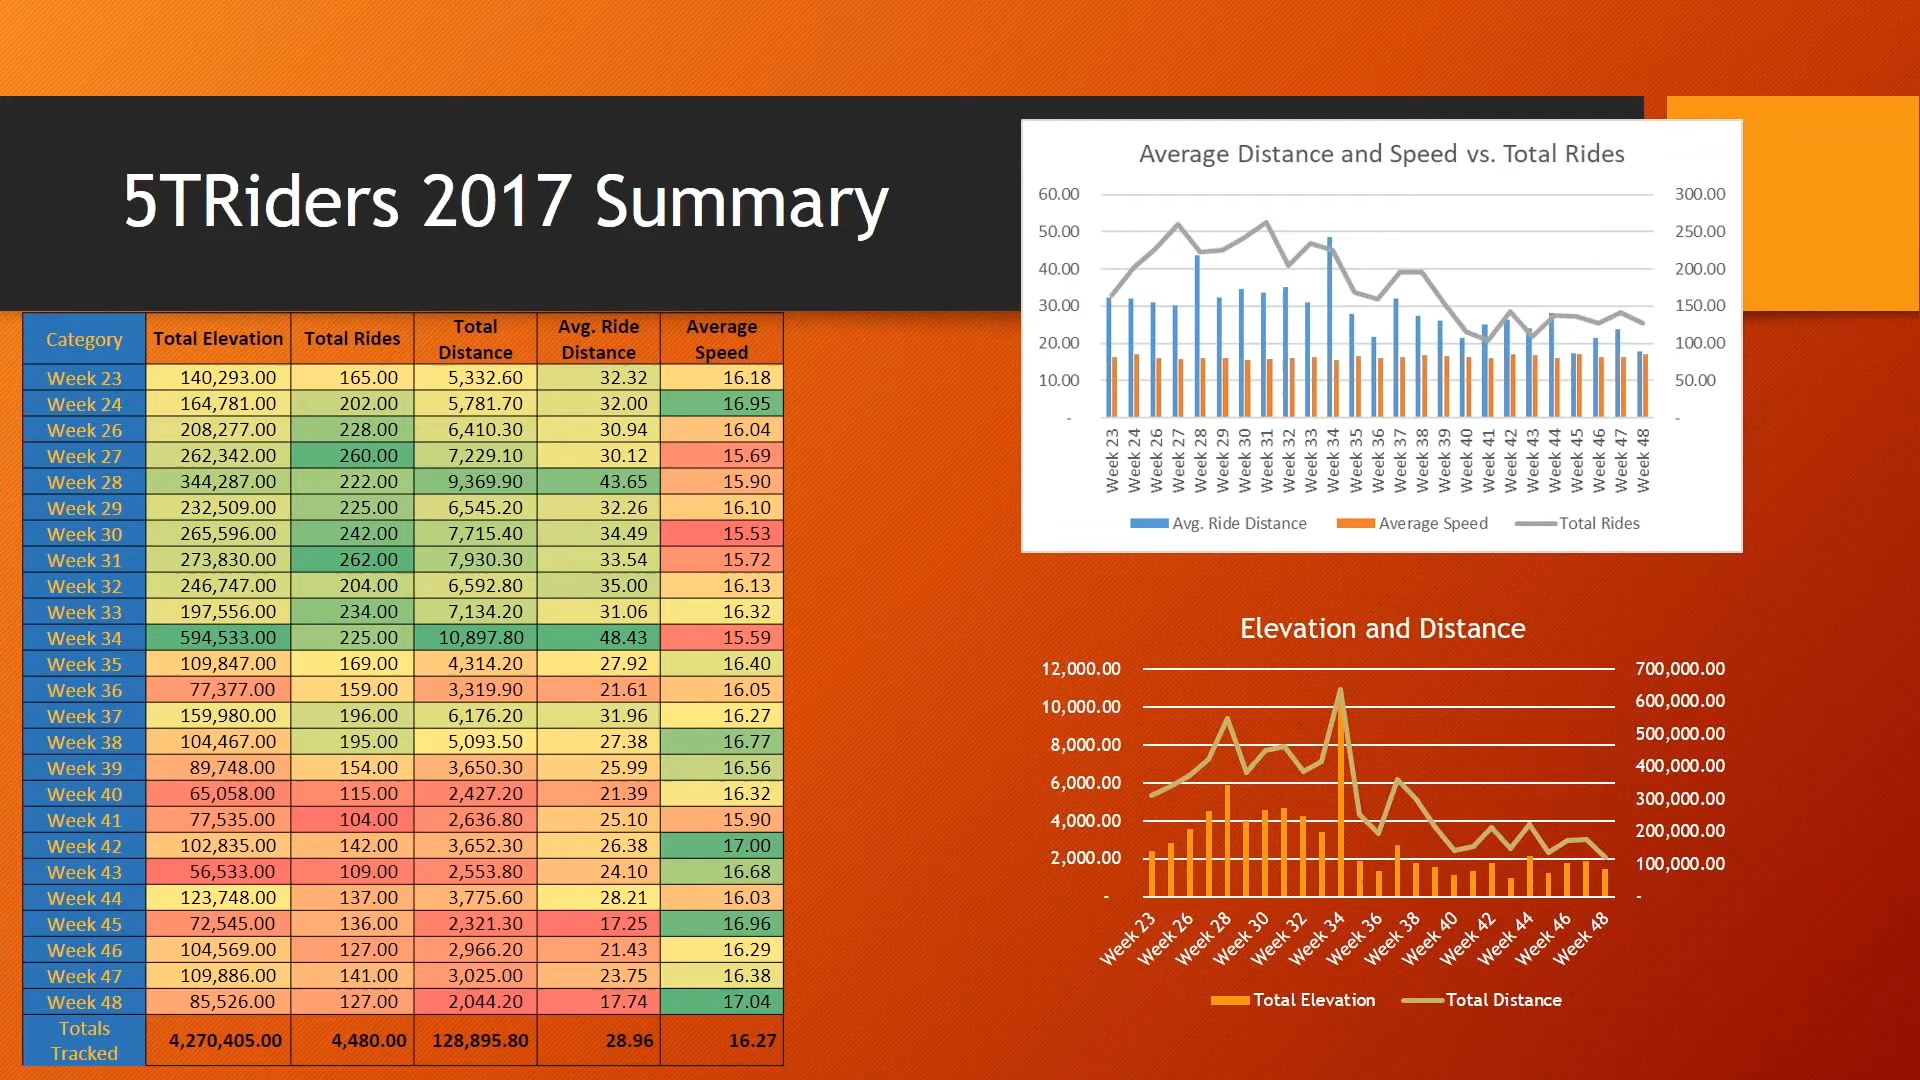 5TRiders 2017 Summary
Category Total Elevation Total Rides Total Distance Avg. Ride Distance Average Speed
Week 23 140,293.00 165.00 5,332.60 32.32 16.18
Week 24 164,781.00 202.00 5,781.70 32.00 16.95
Week 26 208,277.00 228.00 6,410.30 30.94 16.04
Week 27 262,342.00 260.00 7,229.10 30.12 15.69
Week 28 344,287.00 222.00 9,369.90 43.65 15.90
Week 29 232,509.00 225.00 6,545.20 32.26 16.10
Week 30 265,596.00 242.00 7,715.40 34.49 15.53
Week 31 273,830.00 262.00 7,930.30 33.54 15.72
Week 32 246,747.00 204.00 6,592.80 35.00 16.13
Week 33 197,556.00 234.00 7,134.20 31.06 16.32
Week 34 594,533.00 225.00 10,897.80 48.43 15.59
Week 35 109,847.00 169.00 4,314.20 27.92 16.40
Week 36 77,377.00 159.00 3,319.90 21.61 16.05
Week 37 159,980.00 196.00 6,176.20 31.96 16.27
Week 38 104,467.00 195.00 5,093.50 27.38 16.77
Week 39 89,748.00 154.00 3,650.30 25.99 16.56
Week 40 65,058.00 115.00 2,427.20 21.39 16.32
Week 41 77,535.00 104.00 2,636.80 25.10 15.90
Week 42 102,835.00 142.00 3,652.30 26.38 17.00
Week 43 56,533.00 109.00 2,553.80 24.10 16.68
Week 44 123,748.00 137.00 3,775.60 28.21 16.03
Week 45 72,545.00 136.00 2,321.30 17.25 16.96
Week 46 104,569.00 127.00 2,966.20 21.43 16.29
Week 47 109,886.00 141.00 3,025.00 23.75 16.38
Week 48 85,526.00 127.00 2,044.20 17.74 17.04
Totals Tracked 4,270,405.00 4,480.00 128,895.80 28.96 16.27
Average Distance and Speed vs. Total Rides
60.00 300.00
50.00 250.00
40.00 200.00
30.00 150.00
20.00 100.00
10.00 50.00
- -
Week 23 Week 24 Week 26 Week 27 Week 28 Week 29 Week 30 Week 31 Week 32 Week 33 Week 34 Week 35 Week 36 Week 37 Week 38 Week 39 Week 40 Week 41 Week 42 Week 43 Week 44 Week 45 Week 46 Week 47 Week 48
Avg. Ride Distance Average Speed Total Rides
Elevation and Distance
12,000.00 700,000.00
10,000.00 600,000.00
8,000.00 500,000.00
6,000.00 400,000.00
4,000.00 300,000.00
2,000.00 200,000.00
- 100,000.00
-
Week 23 Week 26 Week 28 Week 30 Week 32 Week 34 Week 36 Week 38 Week 40 Week 42 Week 44 Week 46 Week 48
Total Elevation Total Distance